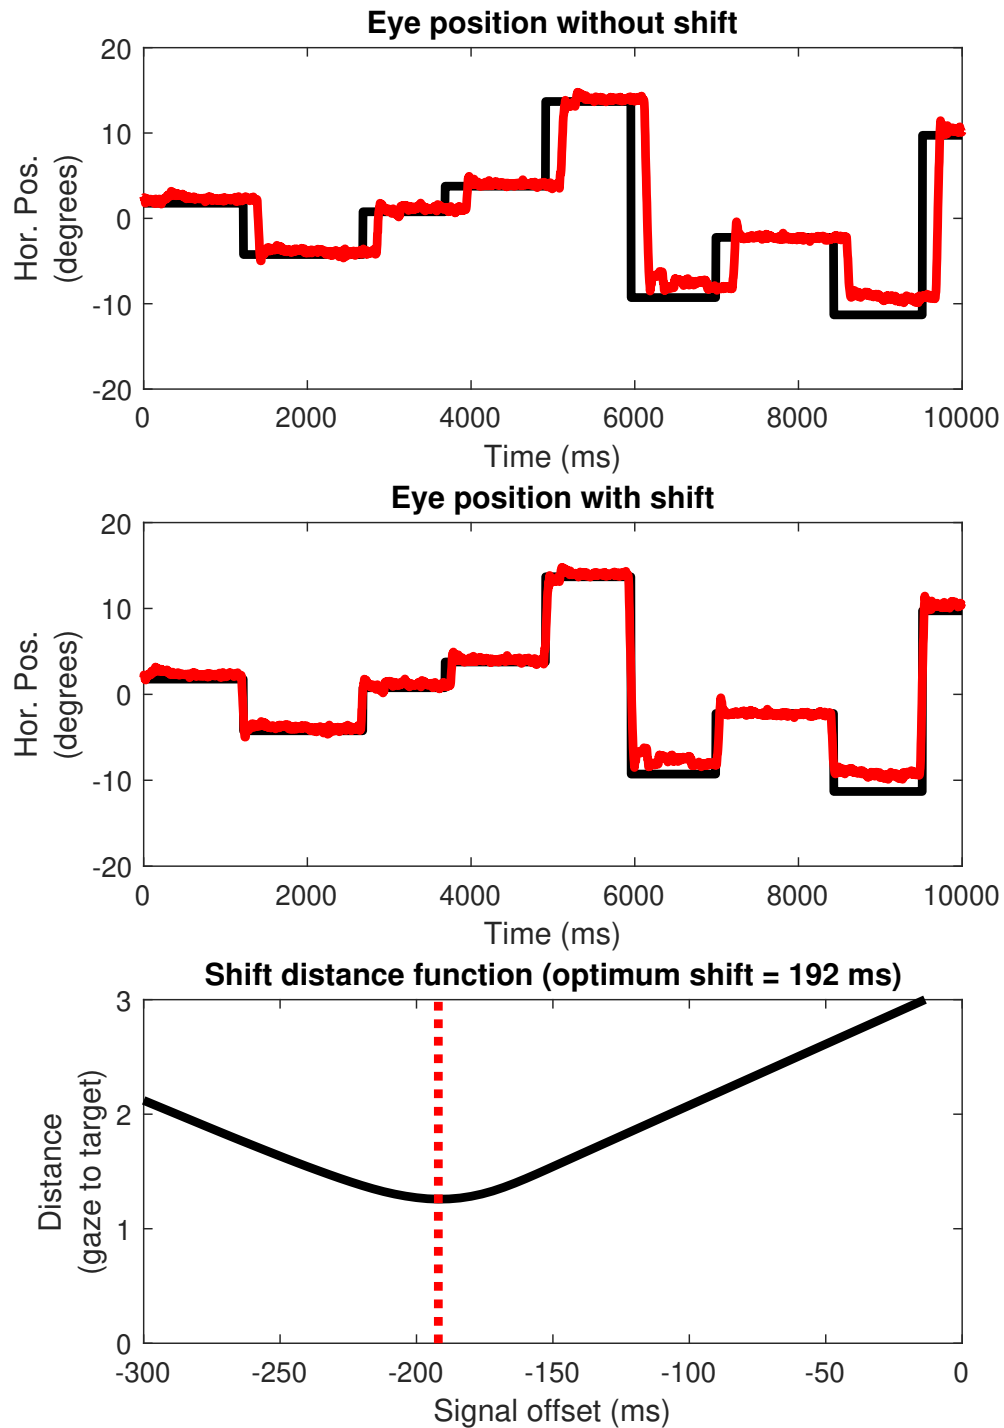 Eye position without shift
20
10
0
-10
-20
Hor. Pos.
(degrees)
0 2000 4000 6000 8000 10000
Time (ms)
Eye position with shift
20
10
0
-10
-20
Hor. Pos.
(degrees)
0 2000 4000 6000 8000 10000
Time (ms)
Shift distance function (optimum shift = 192 ms)
3
2
1
0
Distance
(gaze to target)
-300 -250 -200 -150 -100 -50 0
Signal offset (ms)